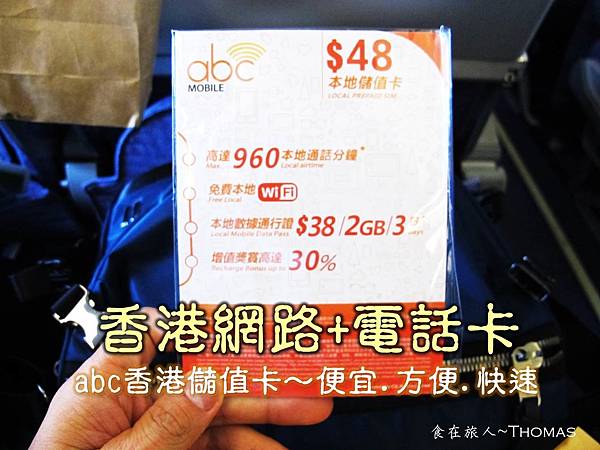 abc
MOBILE
$48
本地儲值卡
LOCAL PREPAID SIM
高達 960 本地通話分鐘*
Max. Local airtime
免費本地 WiFi
Free Local
本地數據通行證 $38/2GB/3日
Local Mobile Data Pass days
增值獎賞高達 30%
Recharge Bonus up to
香港網路+電話卡
abc香港儲值卡～便宜.方便.快速
食在旅人~THOMAS